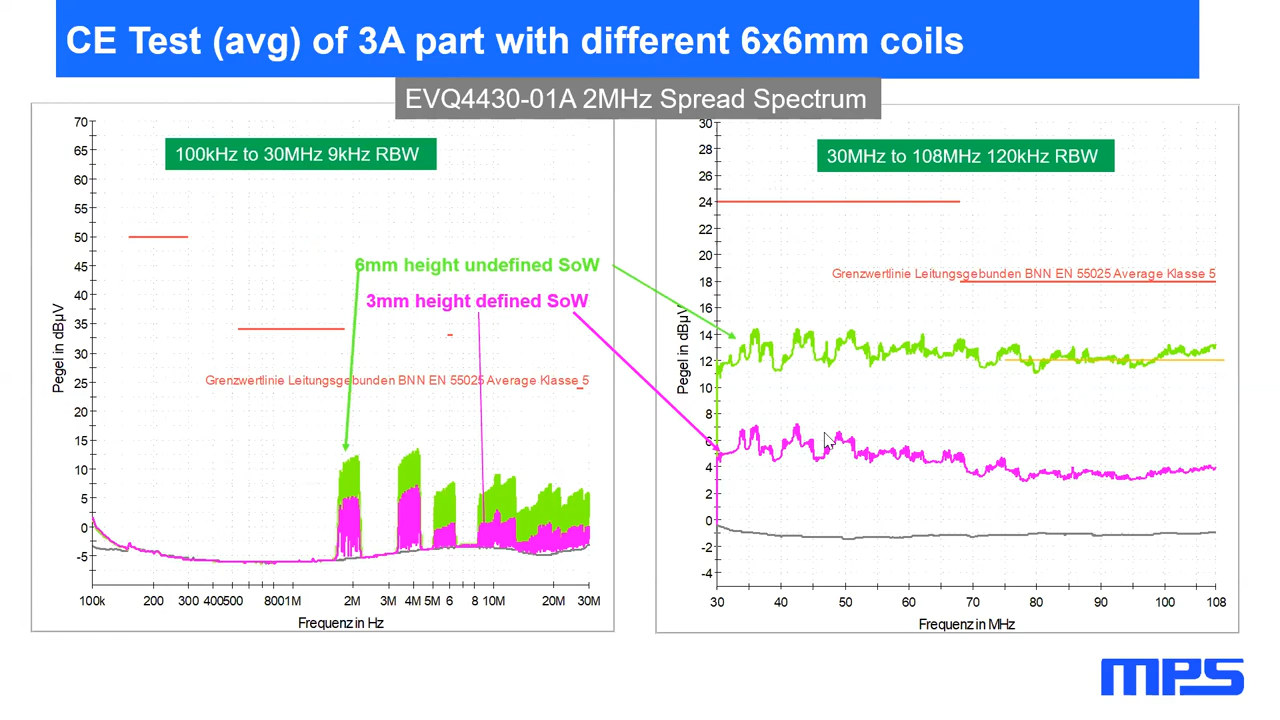 CE Test (avg) of 3A part with different 6x6mm coils
EVQ4430-01A 2MHz Spread Spectrum
100kHz to 30MHz 9kHz RBW
70
65
60
55
50
45
40
35
30
25
20
15
10
5
0
-5
Pegel in dBµV
6mm height undefined SoW
3mm height defined SoW
Grenzwertlinie Leitungsgebunden BNN EN 55025 Average Klasse 5
100k 200 300 400500 8001M 2M 3M 4M 5M 6 8 10M 20M 30M
Frequenz in Hz
30MHz to 108MHz 120kHz RBW
30
28
26
24
22
20
18
16
14
12
10
8
6
4
2
0
-2
-4
Pegel in dBµV
Grenzwertlinie Leitungsgebunden BNN EN 55025 Average Klasse 5
30 40 50 60 70 80 90 100 108
Frequenz in MHz
MPS